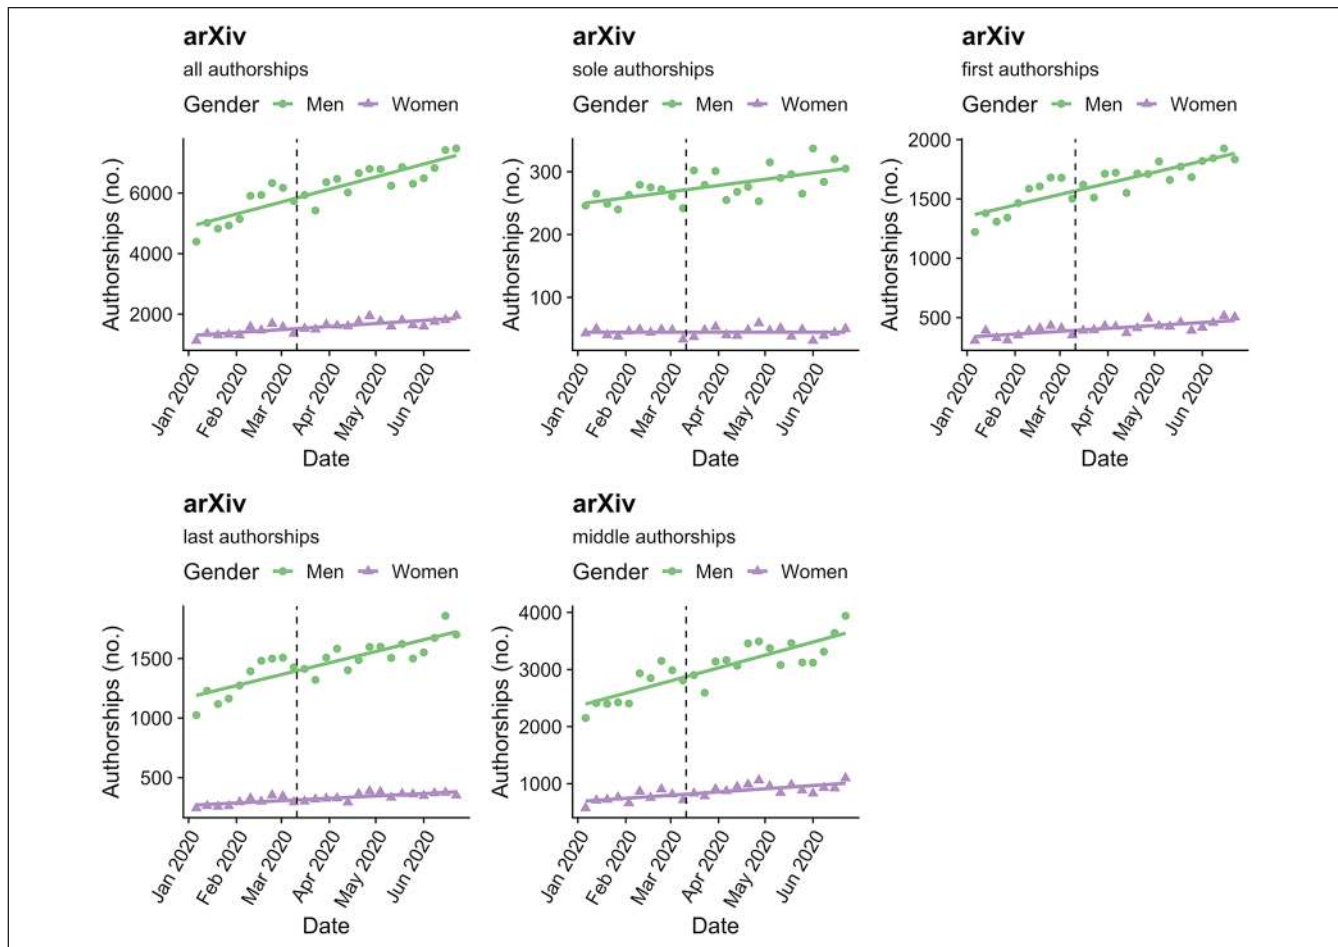 arXiv
all authorships
Gender Men Women
Authorships (no.)
6000
4000
2000
Jan 2020
Feb 2020
Mar 2020
Apr 2020
May 2020
Jun 2020
Date
arXiv
sole authorships
Gender Men Women
Authorships (no.)
300
200
100
Jan 2020
Feb 2020
Mar 2020
Apr 2020
May 2020
Jun 2020
Date
arXiv
first authorships
Gender Men Women
Authorships (no.)
2000
1500
1000
500
Jan 2020
Feb 2020
Mar 2020
Apr 2020
May 2020
Jun 2020
Date
arXiv
last authorships
Gender Men Women
Authorships (no.)
1500
1000
500
Jan 2020
Feb 2020
Mar 2020
Apr 2020
May 2020
Jun 2020
Date
arXiv
middle authorships
Gender Men Women
Authorships (no.)
4000
3000
2000
1000
Jan 2020
Feb 2020
Mar 2020
Apr 2020
May 2020
Jun 2020
Date